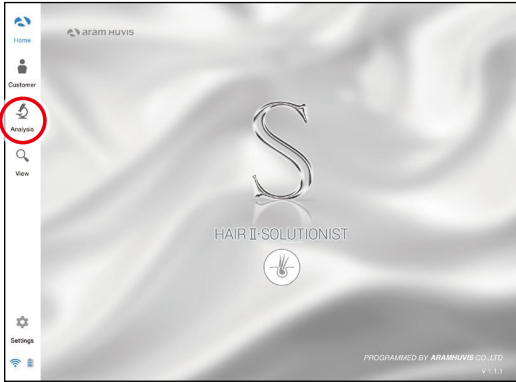 Home
Customer
Analysis
View
Settings
aram HUVIS
S
HAIR II·SOLUTIONIST
PROGRAMMED BY ARAMHUVIS CO.,LTD
V 1.1.1